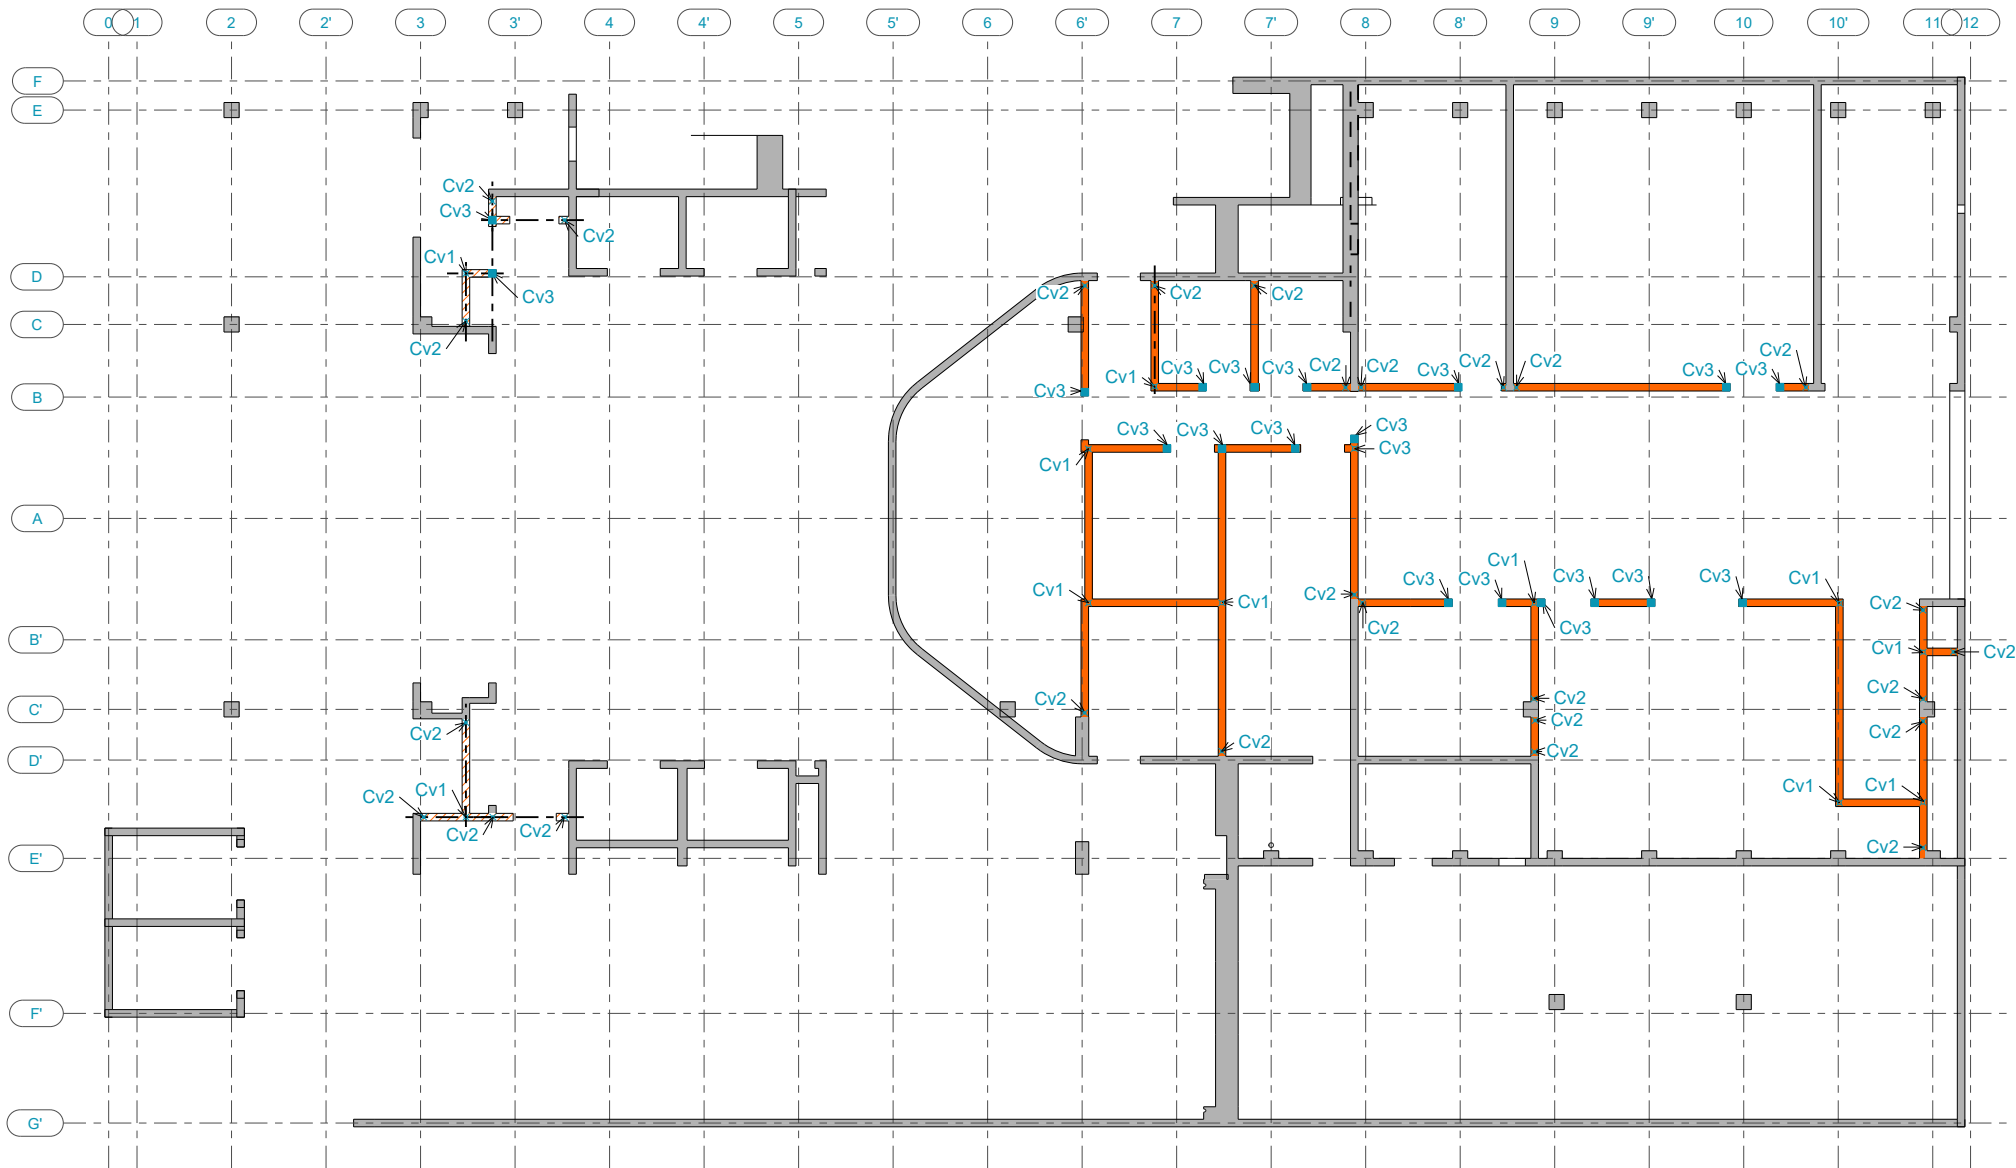 0 1 2 2' 3 3' 4 4' 5 5' 6 6' 7 7' 8 8' 9 9' 10 10' 11 12
F
E
Cv2
Cv3
Cv2
Cv1
D
Cv3
Cv2 Cv2 Cv2
C
Cv2
Cv2 Cv2 Cv2 Cv2
Cv3 Cv3 Cv3 Cv2 Cv2 Cv3 Cv3 Cv3
Cv1
B
Cv3
Cv3 Cv3 Cv3 Cv3
Cv3
Cv1
A
Cv1
Cv3 Cv3 Cv3 Cv3 Cv3 Cv1
Cv1 Cv1 Cv2 Cv2
Cv2 Cv3
B'
Cv1 Cv2
Cv2
C'
Cv2 Cv2
Cv2
Cv2 Cv2
Cv2 Cv2
D'
Cv1 Cv1
Cv2 Cv1
Cv2 Cv2
Cv2
E'
F'
G'